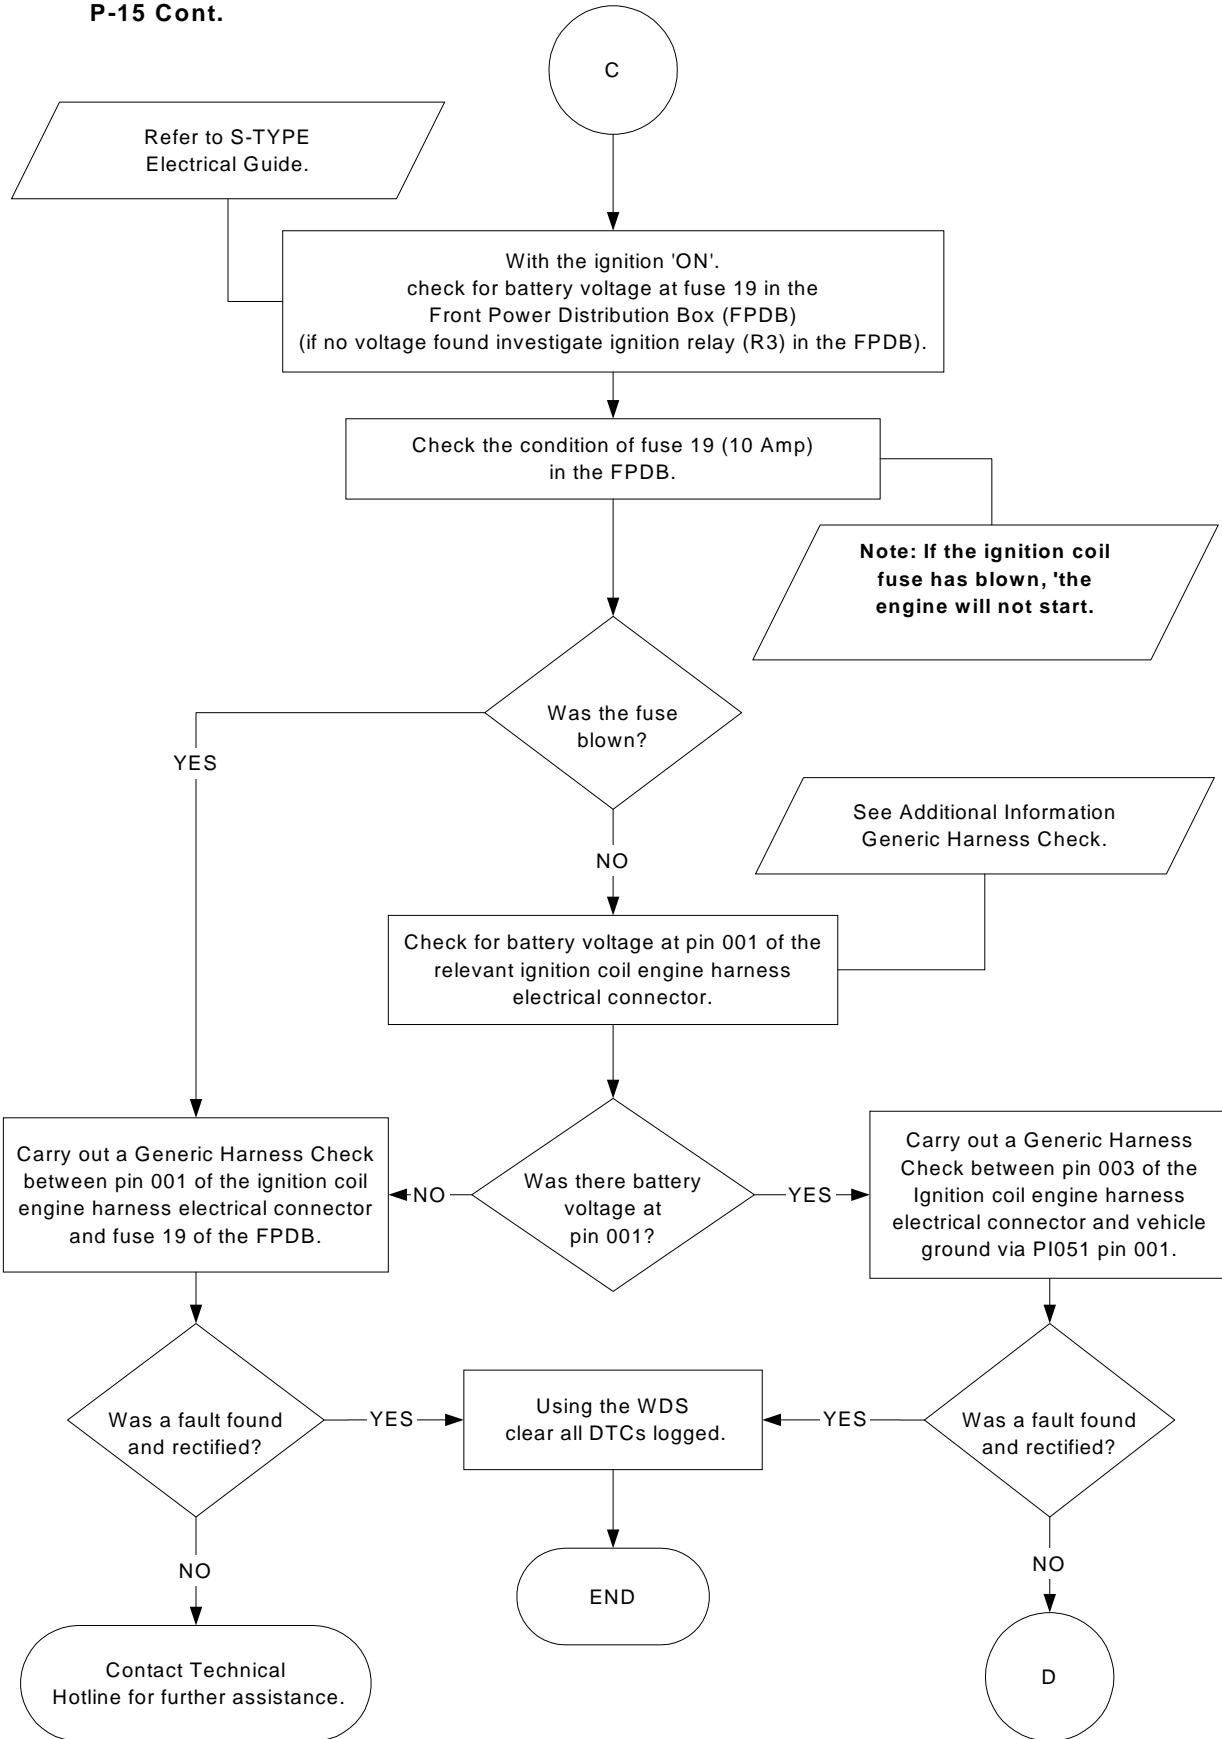 P-15 Cont.
C
Refer to S-TYPE
Electrical Guide.
With the ignition 'ON'.
check for battery voltage at fuse 19 in the
Front Power Distribution Box (FPDB)
(if no voltage found investigate ignition relay (R3) in the FPDB).
Check the condition of fuse 19 (10 Amp)
in the FPDB.
Note: If the ignition coil
fuse has blown, 'the
engine will not start.
Was the fuse
blown?
YES
NO
See Additional Information
Generic Harness Check.
Check for battery voltage at pin 001 of the
relevant ignition coil engine harness
electrical connector.
Carry out a Generic Harness Check
between pin 001 of the ignition coil
engine harness electrical connector
and fuse 19 of the FPDB.
NO
Was there battery
voltage at
pin 001?
YES
Carry out a Generic Harness
Check between pin 003 of the
Ignition coil engine harness
electrical connector and vehicle
ground via PI051 pin 001.
Was a fault found
and rectified?
YES
Using the WDS
clear all DTCs logged.
YES
Was a fault found
and rectified?
NO
END
NO
Contact Technical
Hotline for further assistance.
D